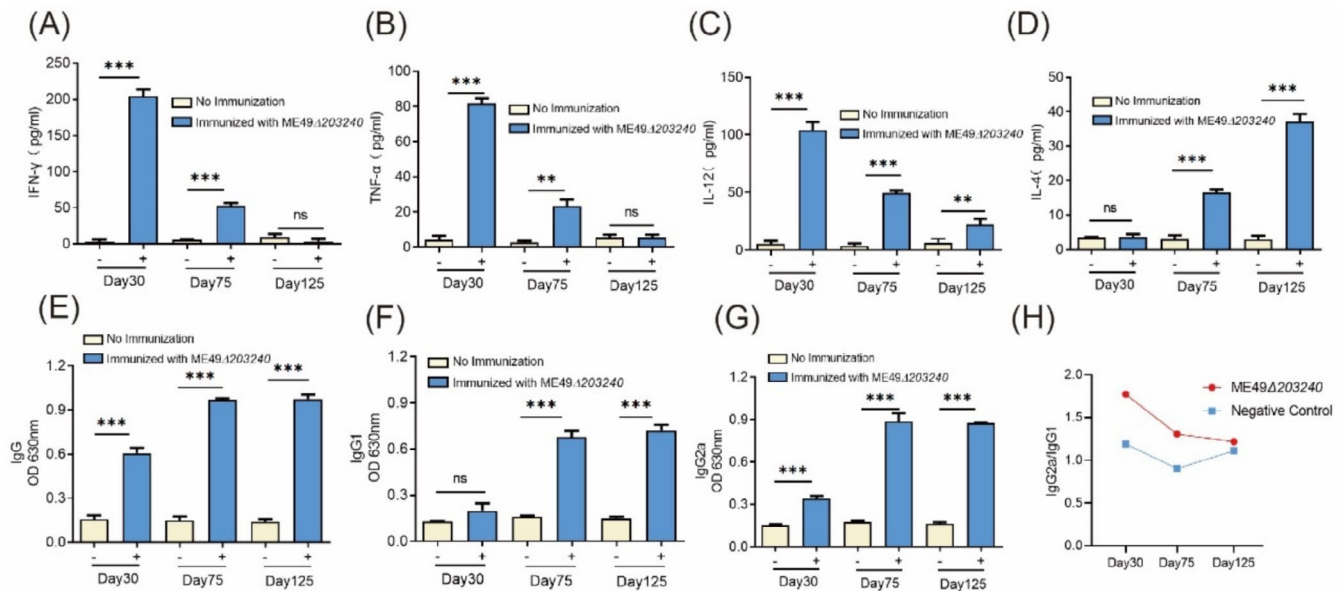 (A)
IFN-γ ( pg/ml)
250
200
150
100
50
0
***
***
ns
No Immunization
Immunized with ME49Δ203240
- + - + - +
Day30 Day75 Day125
(B)
TNF-α ( pg/ml)
100
80
60
40
20
0
***
**
ns
No Immunization
Immunized with ME49Δ203240
- + - + - +
Day30 Day75 Day125
(C)
IL-12( pg/ml)
150
100
50
0
***
***
**
No Immunization
Immunized with ME49Δ203240
- + - + - +
Day30 Day75 Day125
(D)
IL-4( pg/ml)
60
50
40
30
20
10
0
ns
***
***
No Immunization
Immunized with ME49Δ203240
- + - + - +
Day30 Day75 Day125
(E)
No Immunization
Immunized with ME49Δ203240
IgG
OD 630nm
1.2
0.9
0.6
0.3
0.0
***
***
***
- + - + - +
Day30 Day75 Day125
(F)
No Immunization
Immunized with ME49Δ203240
IgG1
OD 630nm
1.2
0.9
0.6
0.3
0.0
ns
***
***
- + - + - +
Day30 Day75 Day125
(G)
No Immunization
Immunized with ME49Δ203240
IgG2a
OD 630nm
1.2
0.9
0.6
0.3
0.0
***
***
***
- + - + - +
Day30 Day75 Day125
(H)
IgG2a/IgG1
2.0
1.5
1.0
0.5
0.0
ME49Δ203240
Negative Control
Day30 Day75 Day125